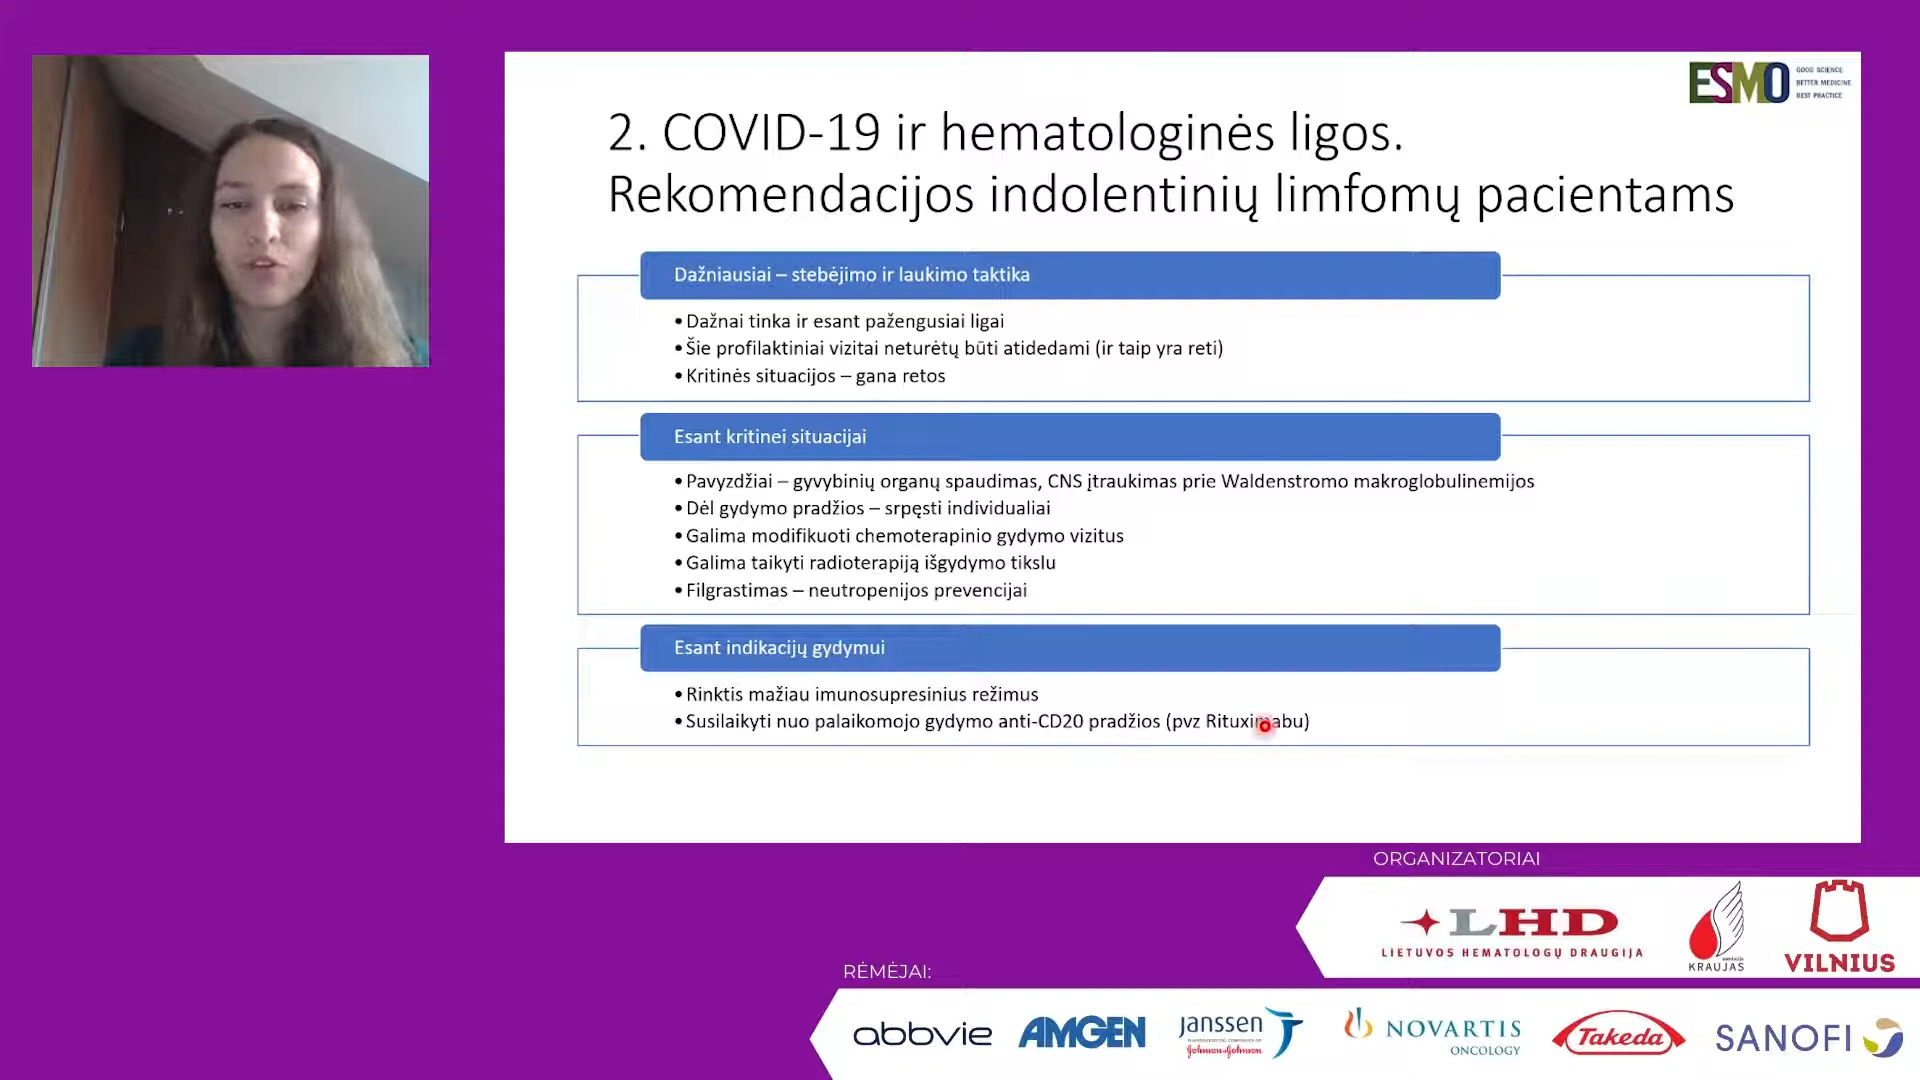 ESMO
GOOD SCIENCE
BETTER MEDICINE
BEST PRACTICE
2. COVID-19 ir hematologinės ligos.
Rekomendacijos indolentinių limfomų pacientams
Dažniausiai – stebėjimo ir laukimo taktika
•Dažnai tinka ir esant pažengusiai ligai
•Šie profilaktiniai vizitai neturėtų būti atidedami (ir taip yra reti)
•Kritinės situacijos – gana retos
Esant kritinei situacijai
•Pavyzdžiai – gyvybinių organų spaudimas, CNS įtraukimas prie Waldenstromo makroglobulinemijos
•Dėl gydymo pradžios – srpęsti individualiai
•Galima modifikuoti chemoterapinio gydymo vizitus
•Galima taikyti radioterapiją išgydymo tikslu
•Filgrastimas – neutropenijos prevencijai
Esant indikacijų gydymui
•Rinktis mažiau imunosupresinius režimus
•Susilaikyti nuo palaikomojo gydymo anti-CD20 pradžios (pvz Rituximabu)
ORGANIZATORIAI
LHD
LIETUVOS HEMATOLOGŲ DRAUGIJA
KRAUJAS
VILNIUS
RĖMĖJAI:
abbvie
AMGEN
janssen
Johnson & Johnson
NOVARTIS
ONCOLOGY
Takeda
SANOFI